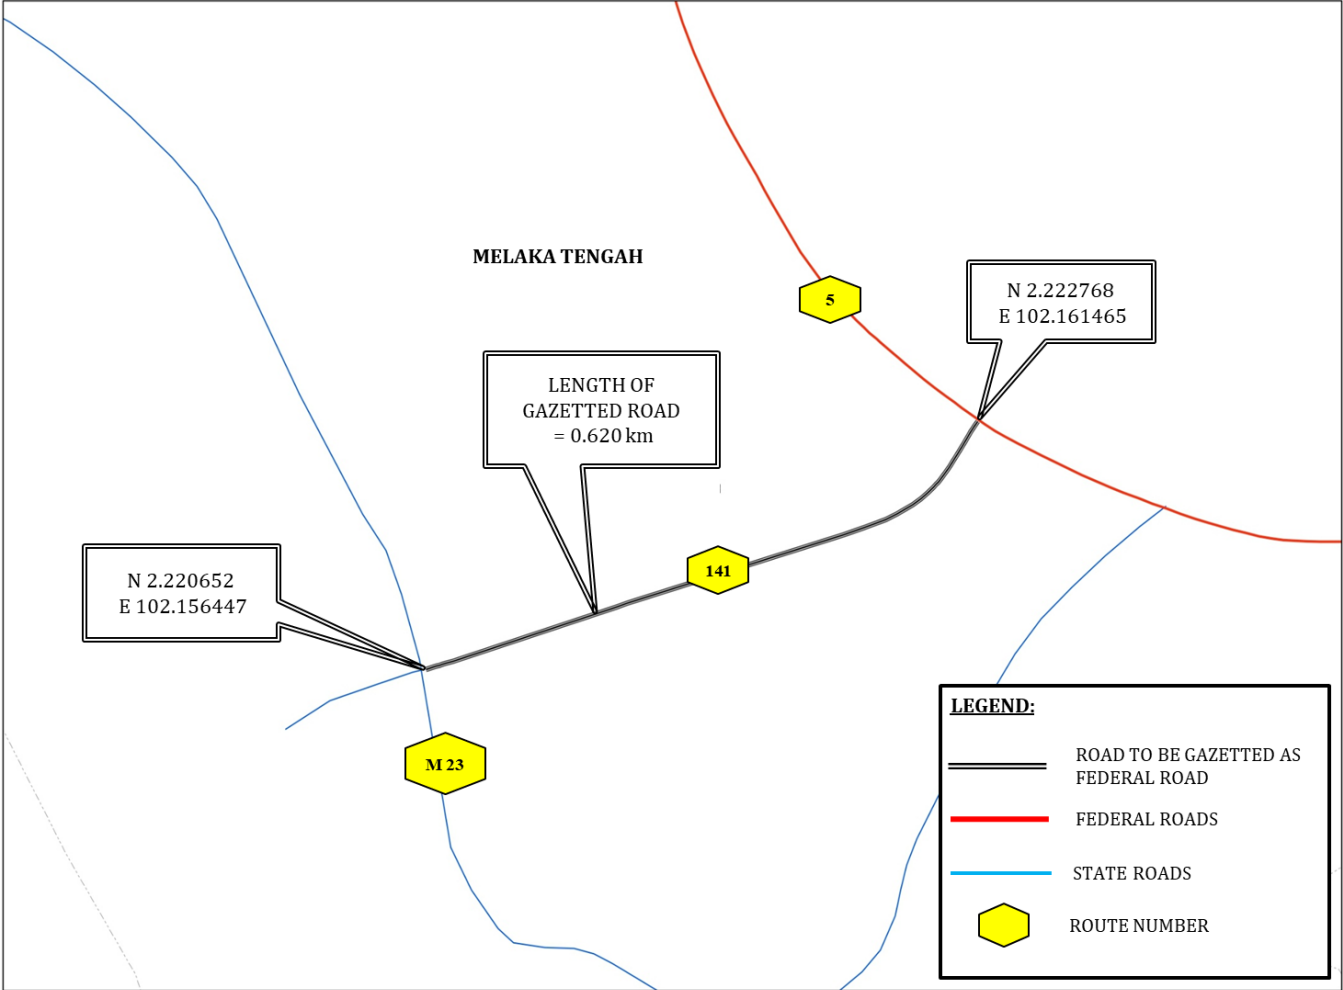 MELAKA TENGAH
5
N 2.222768
E 102.161465
LENGTH OF
GAZETTED ROAD
= 0.620 km
141
N 2.220652
E 102.156447
M 23
LEGEND:
ROAD TO BE GAZETTED AS
FEDERAL ROAD
FEDERAL ROADS
STATE ROADS
ROUTE NUMBER